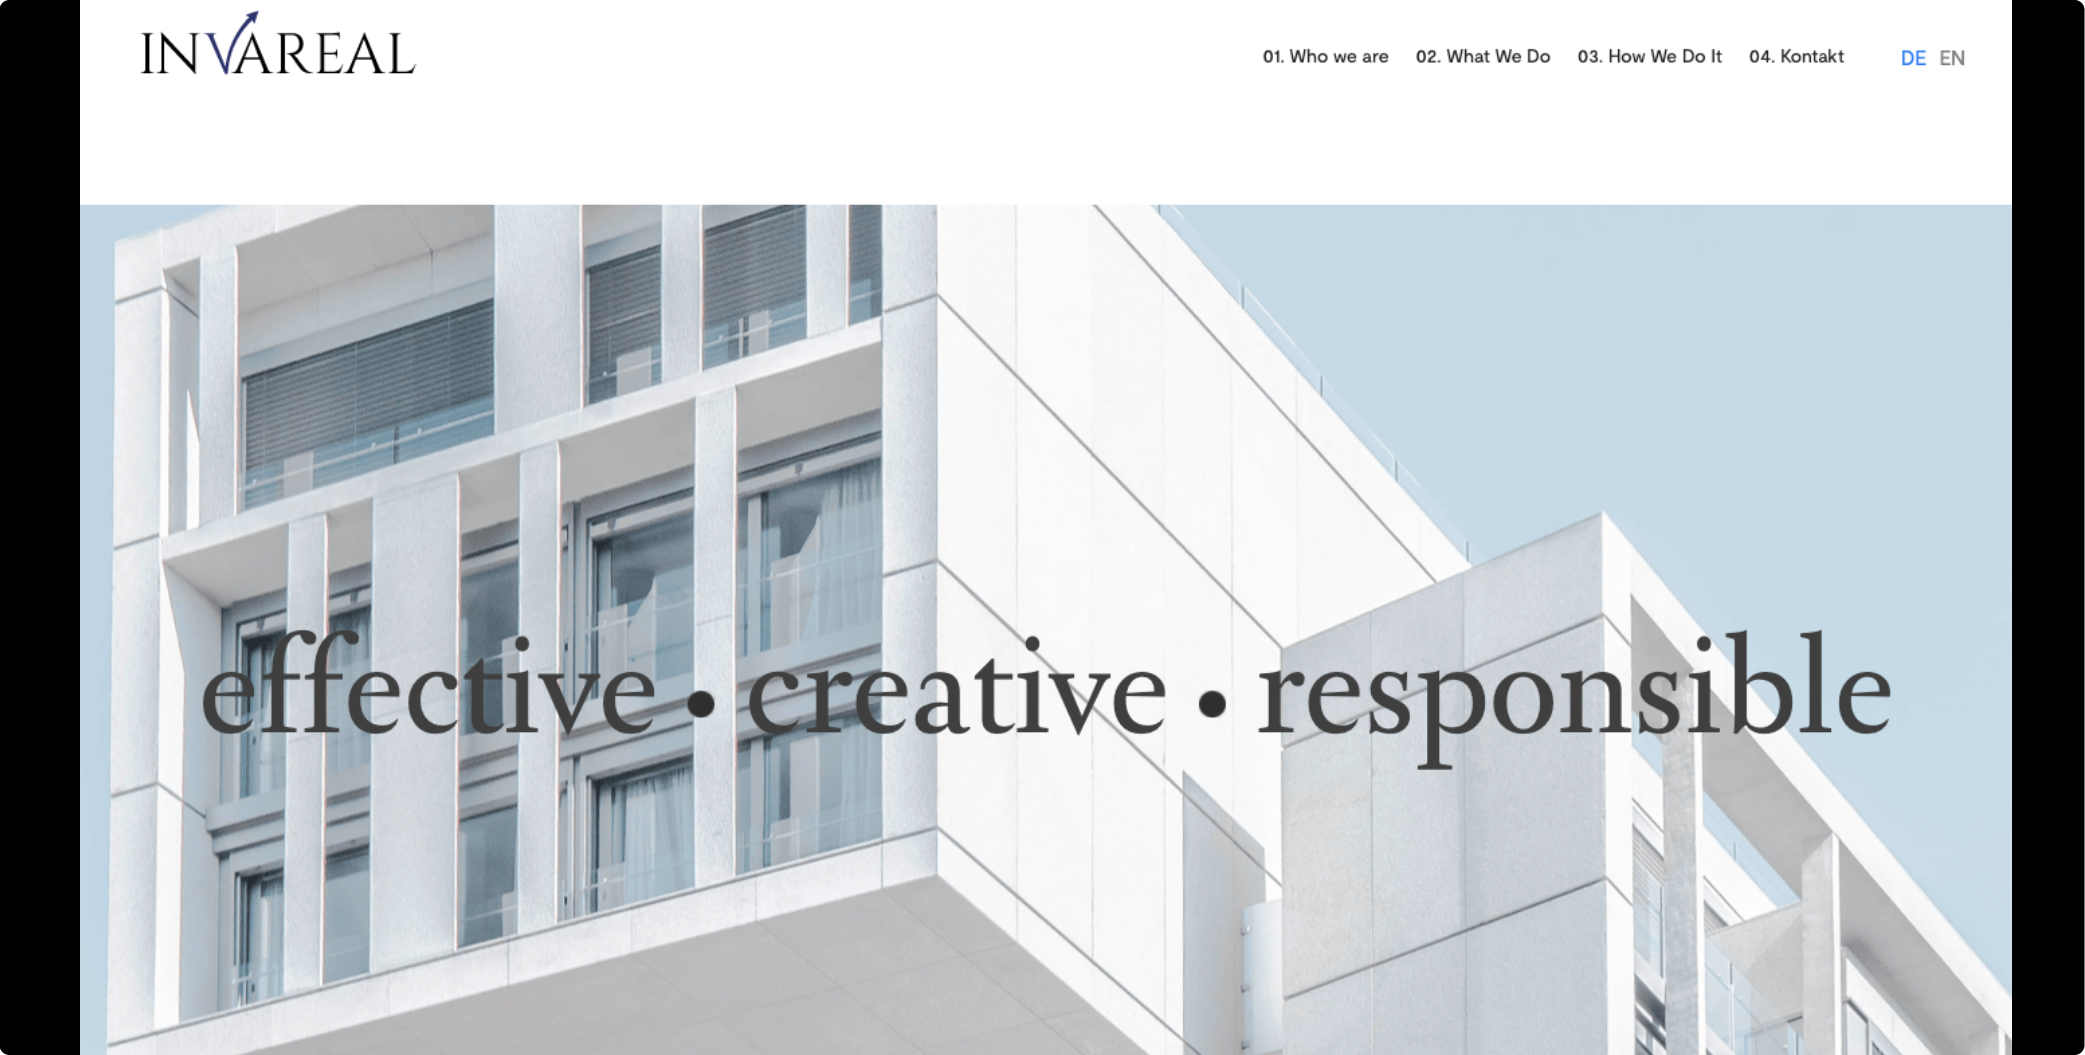 INVAREAL
01. Who we are 02. What We Do 03. How We Do It 04. Kontakt DE EN
effective • creative • responsible